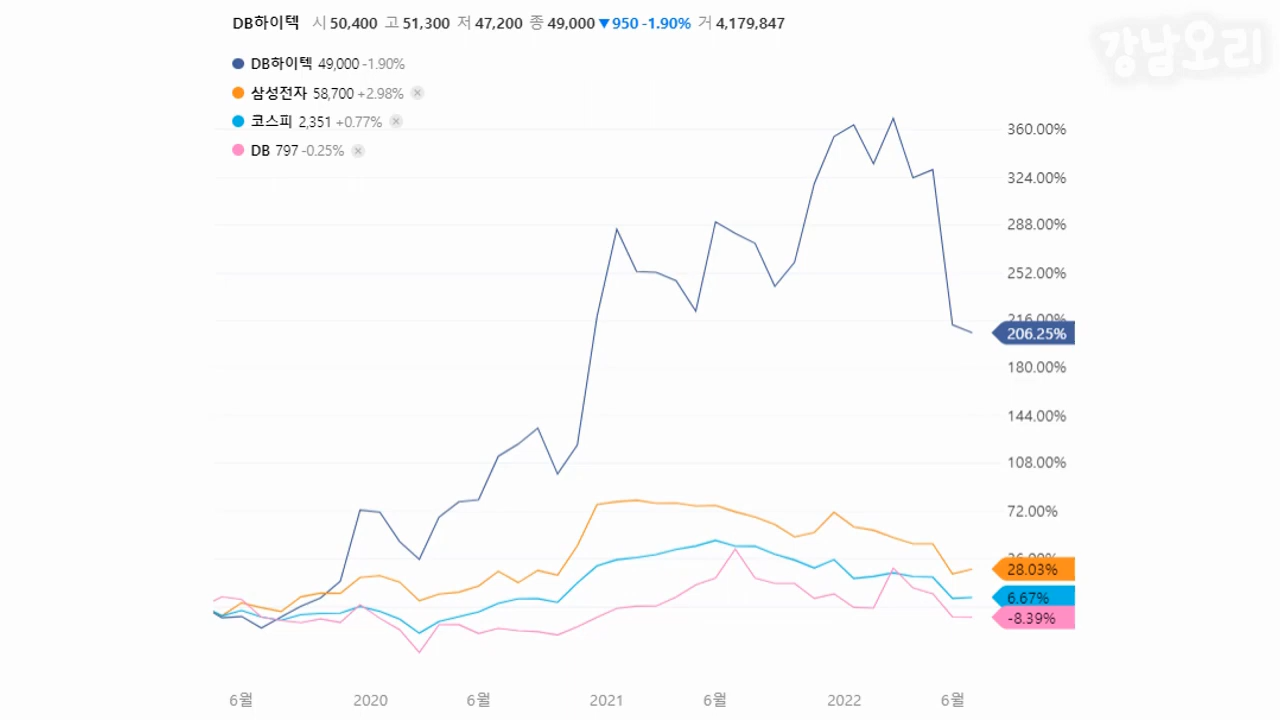 DB하이텍 시 50,400 고 51,300 저 47,200 종 49,000 ▼950 -1.90% 거 4,179,847
강남오리
DB하이텍 49,000 -1.90%
삼성전자 58,700 +2.98%
코스피 2,351 +0.77%
DB 797 -0.25%
360.00%
324.00%
288.00%
252.00%
216.00%
206.25%
180.00%
144.00%
108.00%
72.00%
36.00%
28.03%
6.67%
-8.39%
6월 2020 6월 2021 6월 2022 6월